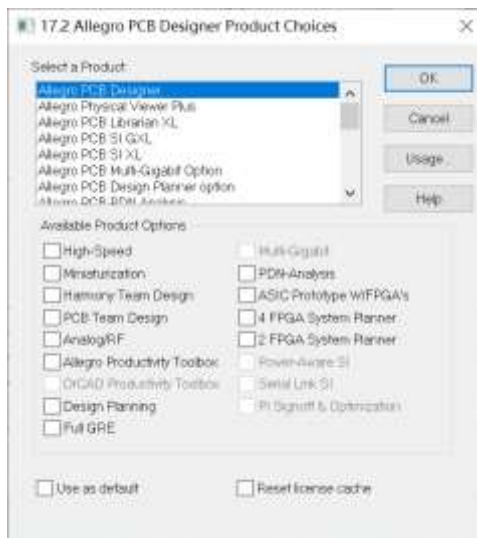 17.2 Allegro PCB Designer Product Choices
Select a Product
Allegro PCB Designer
Allegro Physical Viewer Plus
Allegro PCB Librarian XL
Allegro PCB SI GXL
Allegro PCB SI XL
Allegro PCB Multi-Gigabit Option
Allegro PCB Design Planner option
Allegro PCB PDN Analysis
OK
Cancel
Usage...
Help
Available Product Options
High-Speed
Miniaturization
Harmony Team Design
PCB Team Design
Analog/RF
Allegro Productivity Toolbox
OrCAD Productivity Toolbox
Design Planning
Full GRE
Multi-Gigabit
PDN-Analysis
ASIC Prototype W/FPGA's
4 FPGA System Planner
2 FPGA System Planner
Power-Aware SI
Serial Link SI
PI Signoff & Optimization
Use as default
Reset license cache